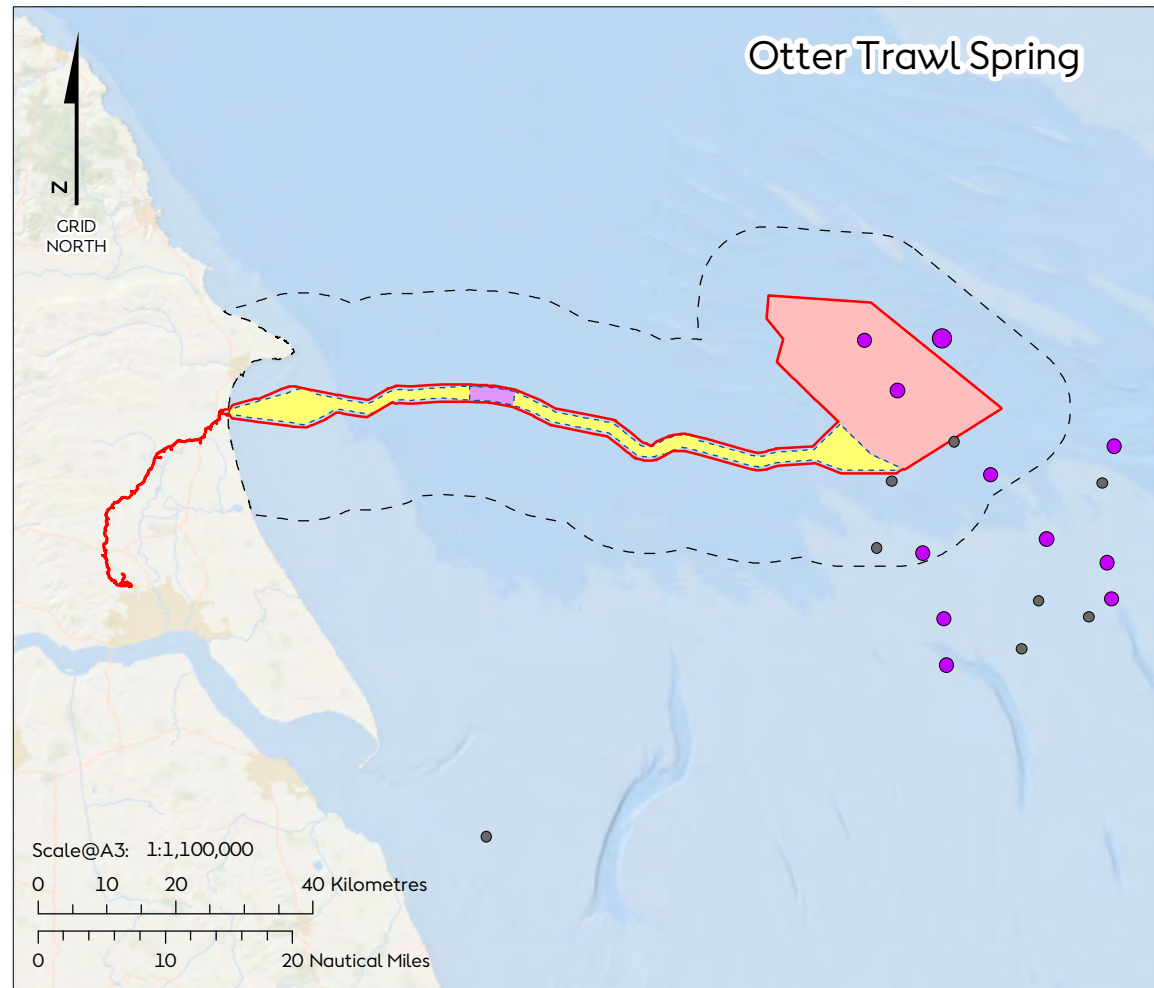 Otter Trawl Spring
N
GRID
NORTH
Scale@A3: 1:1,100,000
0 10 20 40 Kilometres
0 10 20 Nautical Miles